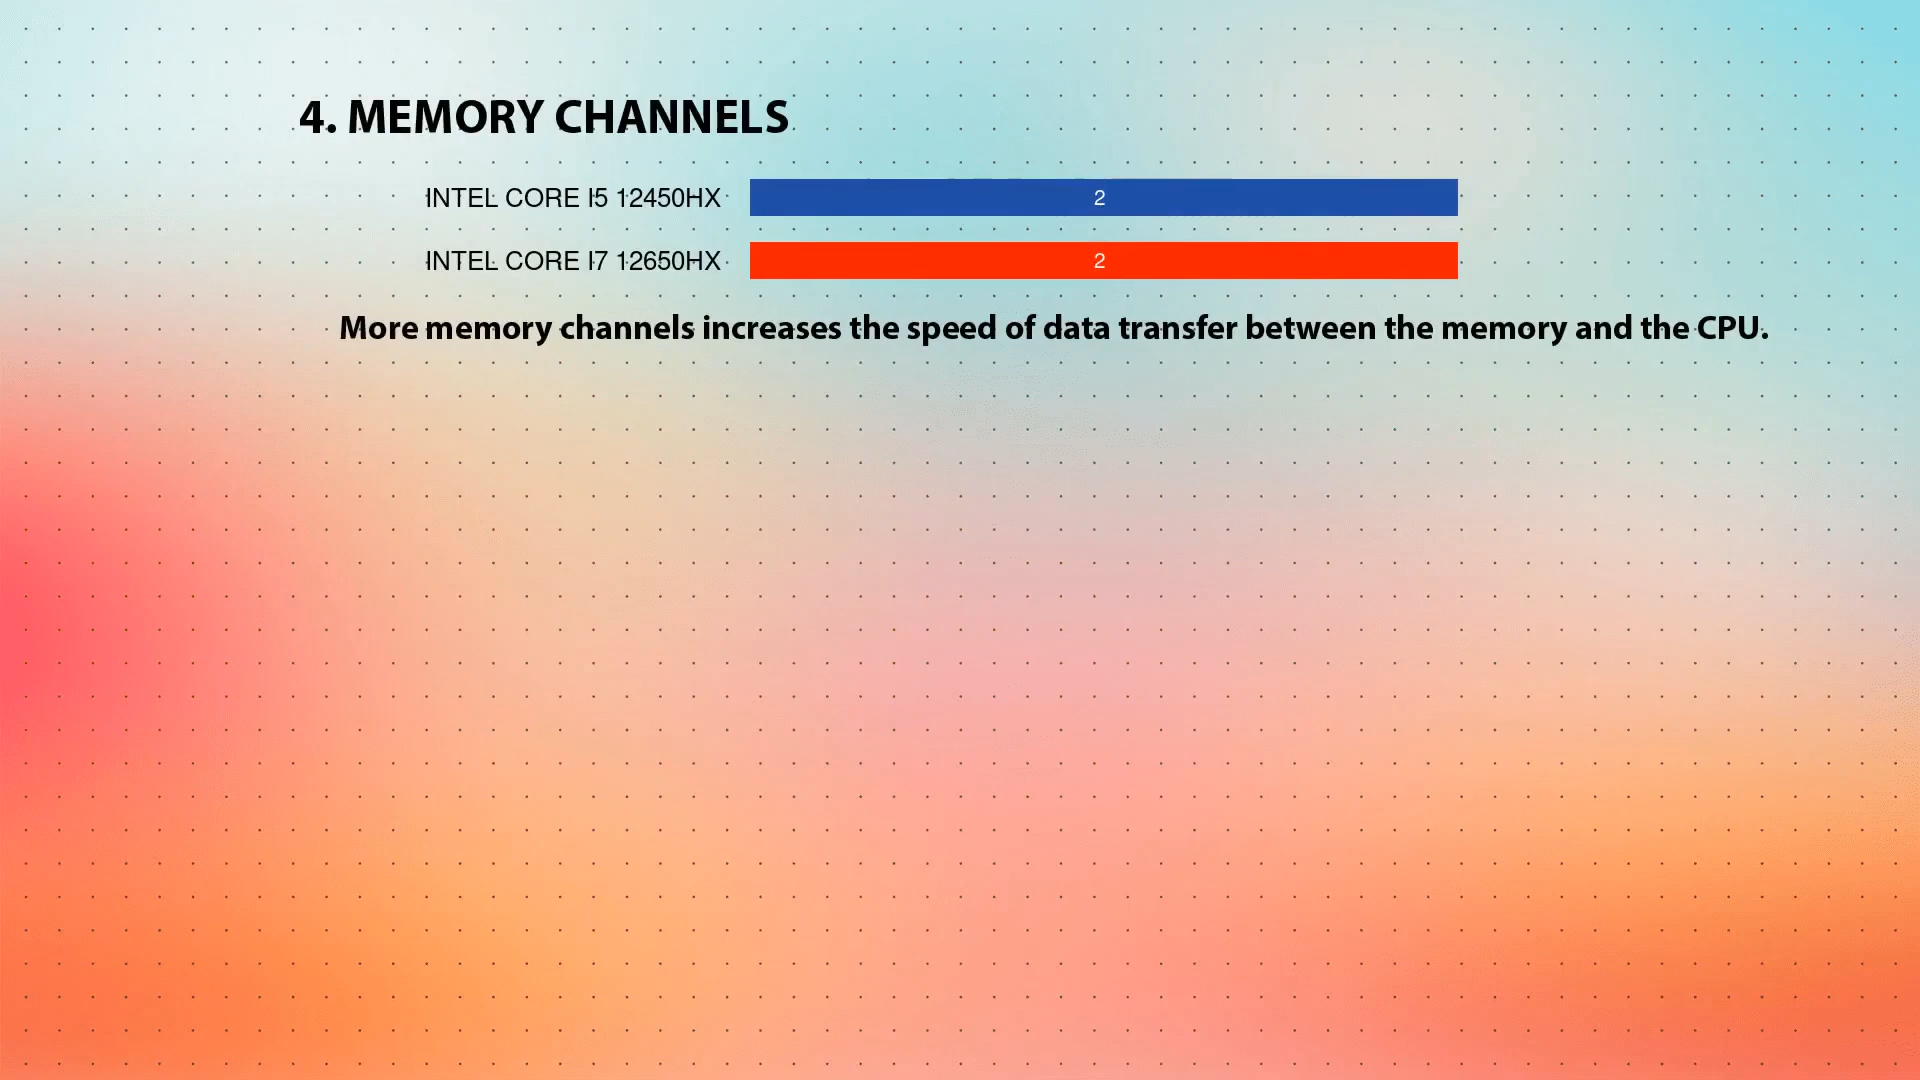 4. MEMORY CHANNELS
INTEL CORE I5 12450HX 2
INTEL CORE I7 12650HX 2
More memory channels increases the speed of data transfer between the memory and the CPU.